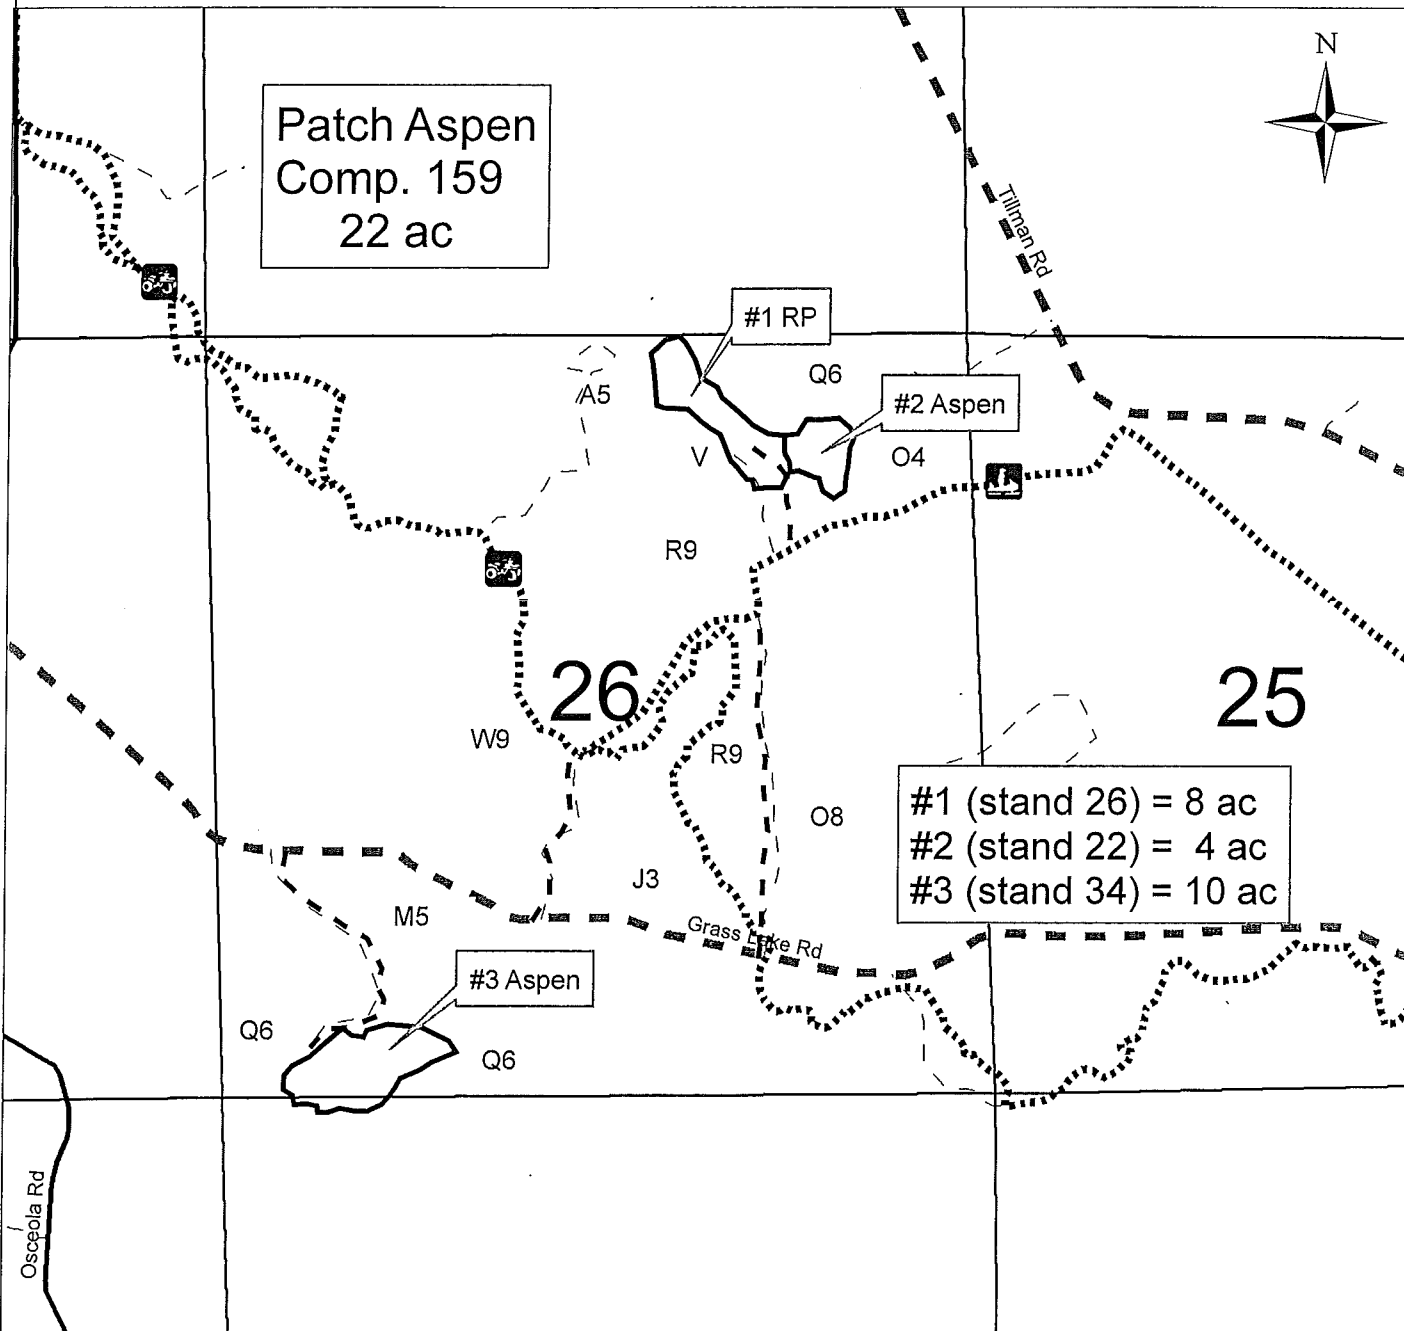 N
Patch Aspen
Comp. 159
22 ac
Tillman Rd
#1 RP
Q6
A5
#2 Aspen
V
O4
R9
26
25
W9
R9
#1 (stand 26) = 8 ac
#2 (stand 22) = 4 ac
#3 (stand 34) = 10 ac
O8
J3
M5
Grass Lake Rd
#3 Aspen
Q6
Q6
Osceola Rd